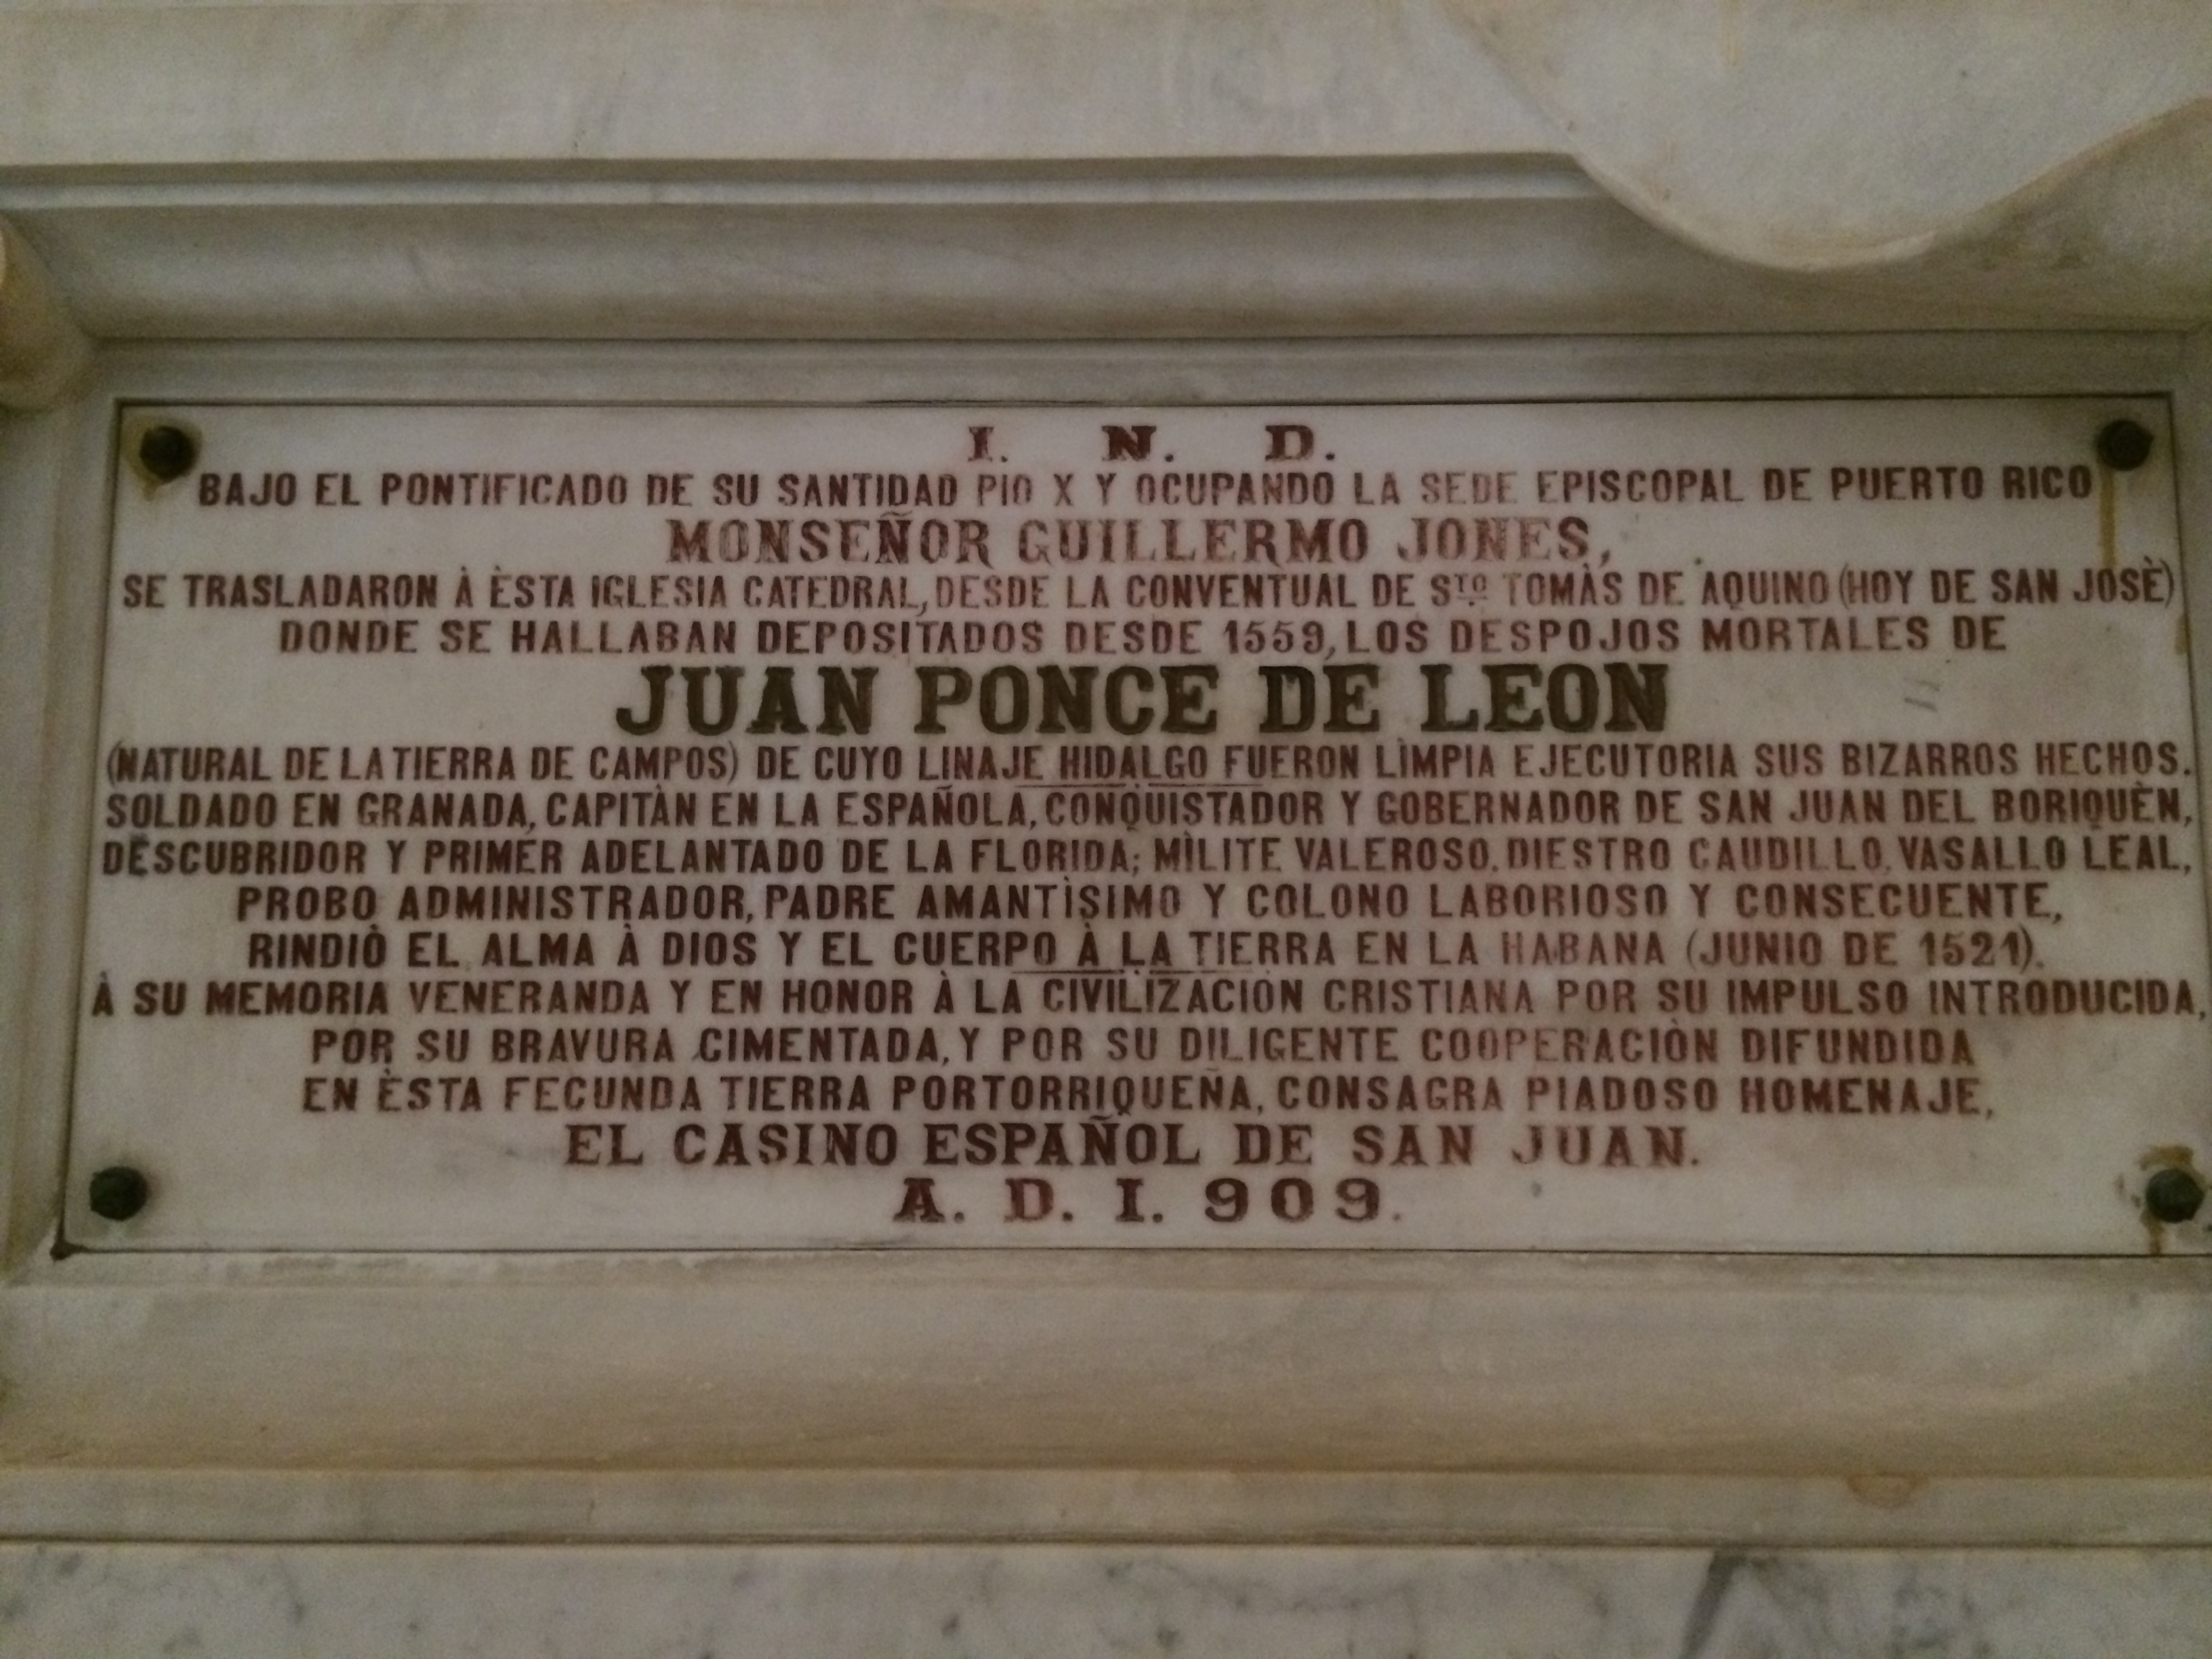 I. N. D.
BAJO EL PONTIFICADO DE SU SANTIDAD PIO X Y OCUPANDO LA SEDE EPISCOPAL DE PUERTO RICO
MONSEÑOR GUILLERMO JONES,
SE TRASLADARON À ÈSTA IGLESIA CATEDRAL, DESDE LA CONVENTUAL DE STO TOMÀS DE AQUINO (HOY DE SAN JOSÈ)
DONDE SE HALLABAN DEPOSITADOS DESDE 1559, LOS DESPOJOS MORTALES DE
JUAN PONCE DE LEON
(NATURAL DE LA TIERRA DE CAMPOS) DE CUYO LINAJE HIDALGO FUERON LÌMPIA EJECUTORIA SUS BIZARROS HECHOS.
SOLDADO EN GRANADA, CAPITÀN EN LA ESPAÑOLA, CONQUISTADOR Y GOBERNADOR DE SAN JUAN DEL BORIQUÈN,
DESCUBRIDOR Y PRIMER ADELANTADO DE LA FLORIDA; MÌLITE VALEROSO. DIESTRO CAUDILLO, VASALLO LEAL,
PROBO ADMINISTRADOR, PADRE AMANTÌSIMO Y COLONO LABORIOSO Y CONSECUENTE,
RINDIÒ EL ALMA À DIOS Y EL CUERPO À LA TIERRA EN LA HABANA (JUNIO DE 1521).
À SU MEMORIA VENERANDA Y EN HONOR À LA CIVILIZACIÒN CRISTIANA POR SU IMPULSO INTRODUCIDA,
POR SU BRAVURA CIMENTADA, Y POR SU DILIGENTE COOPERACIÒN DIFUNDIDA
EN ÈSTA FECUNDA TIERRA PORTORRIQUEÑA, CONSAGRA PIADOSO HOMENAJE,
EL CASINO ESPAÑOL DE SAN JUAN.
A. D. I. 909.